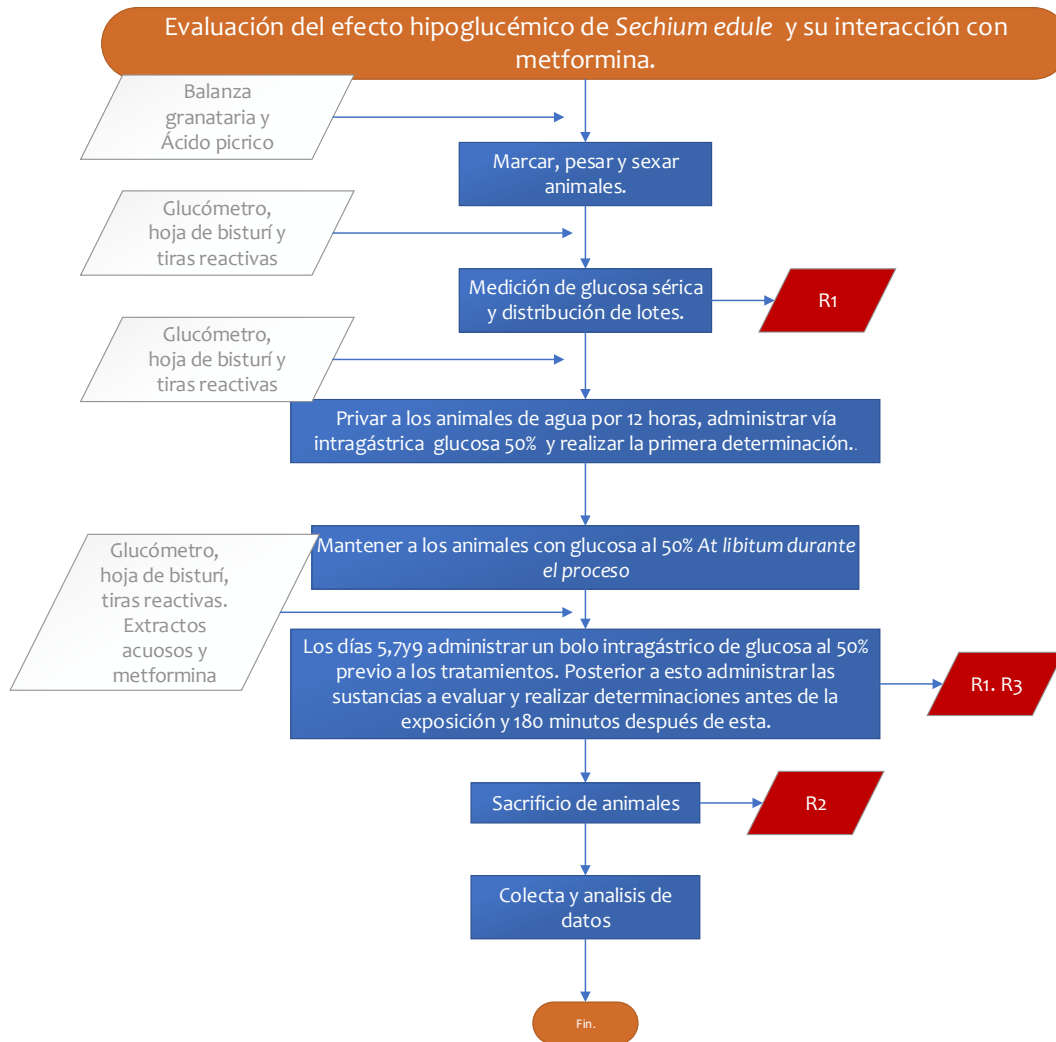 Evaluación del efecto hipoglucémico de Sechium edule y su interacción con
metformina.
Balanza
granataria y
Ácido picrico
Marcar, pesar y sexar
animales.
Glucómetro,
hoja de bisturí y
tiras reactivas
Medición de glucosa sérica
y distribución de lotes.
R1
Glucómetro,
hoja de bisturí y
tiras reactivas
Privar a los animales de agua por 12 horas, administrar vía
intragástrica glucosa 50% y realizar la primera determinación..
Mantener a los animales con glucosa al 50% At libitum durante
el proceso
Glucómetro,
hoja de bisturí,
tiras reactivas.
Extractos
acuosos y
metformina
Los días 5,7y9 administrar un bolo intragástrico de glucosa al 50%
previo a los tratamientos. Posterior a esto administrar las
sustancias a evaluar y realizar determinaciones antes de la
exposición y 180 minutos después de esta.
R1. R3
Sacrificio de animales
R2
Colecta y analisis de
datos
Fin.